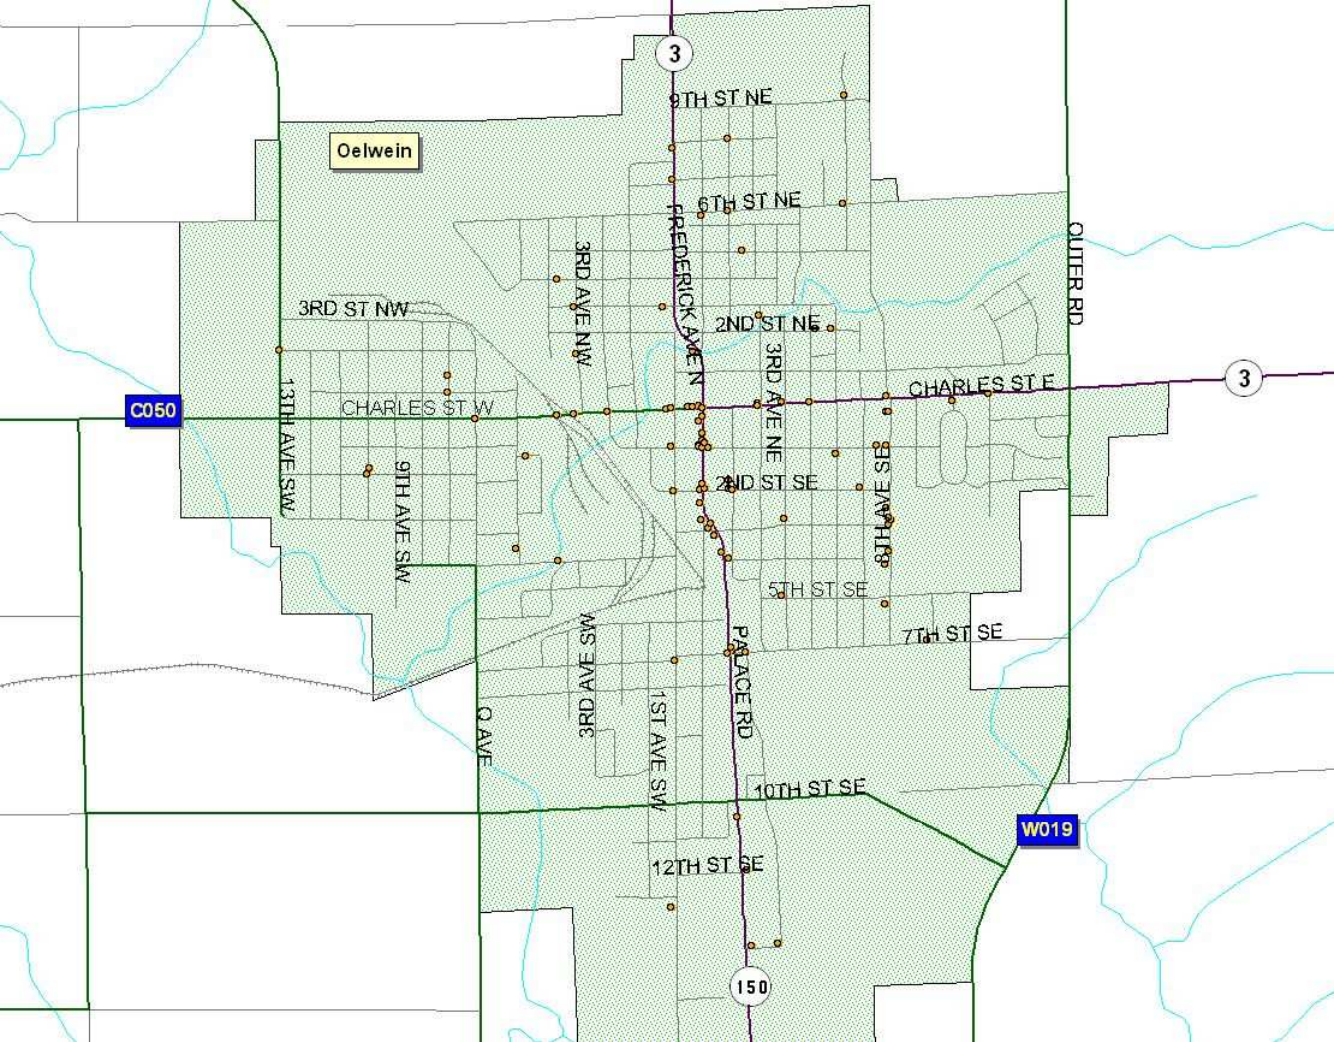 3
9TH ST NE
Oelwein
6TH ST NE
FREDERICK AVE N
3RD AVE NW
OUTER RD
3RD ST NW
2ND ST NE
3RD AVE NE
CHARLES ST E
3
13TH AVE SW
C050
CHARLES ST W
9TH AVE SW
2ND ST SE
8TH AVE SE
5TH ST SE
3RD AVE SW
PALACE RD
7TH ST SE
1ST AVE SW
Q AVE
10TH ST SE
W019
12TH ST SE
150